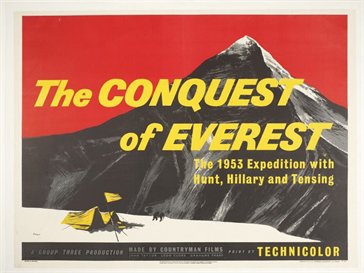 The CONQUEST
of EVEREST
The 1953 Expedition with
Hunt, Hillary and Tensing
A GROUP THREE PRODUCTION
MADE BY COUNTRYMAN FILMS
PRINT BY TECHNICOLOR